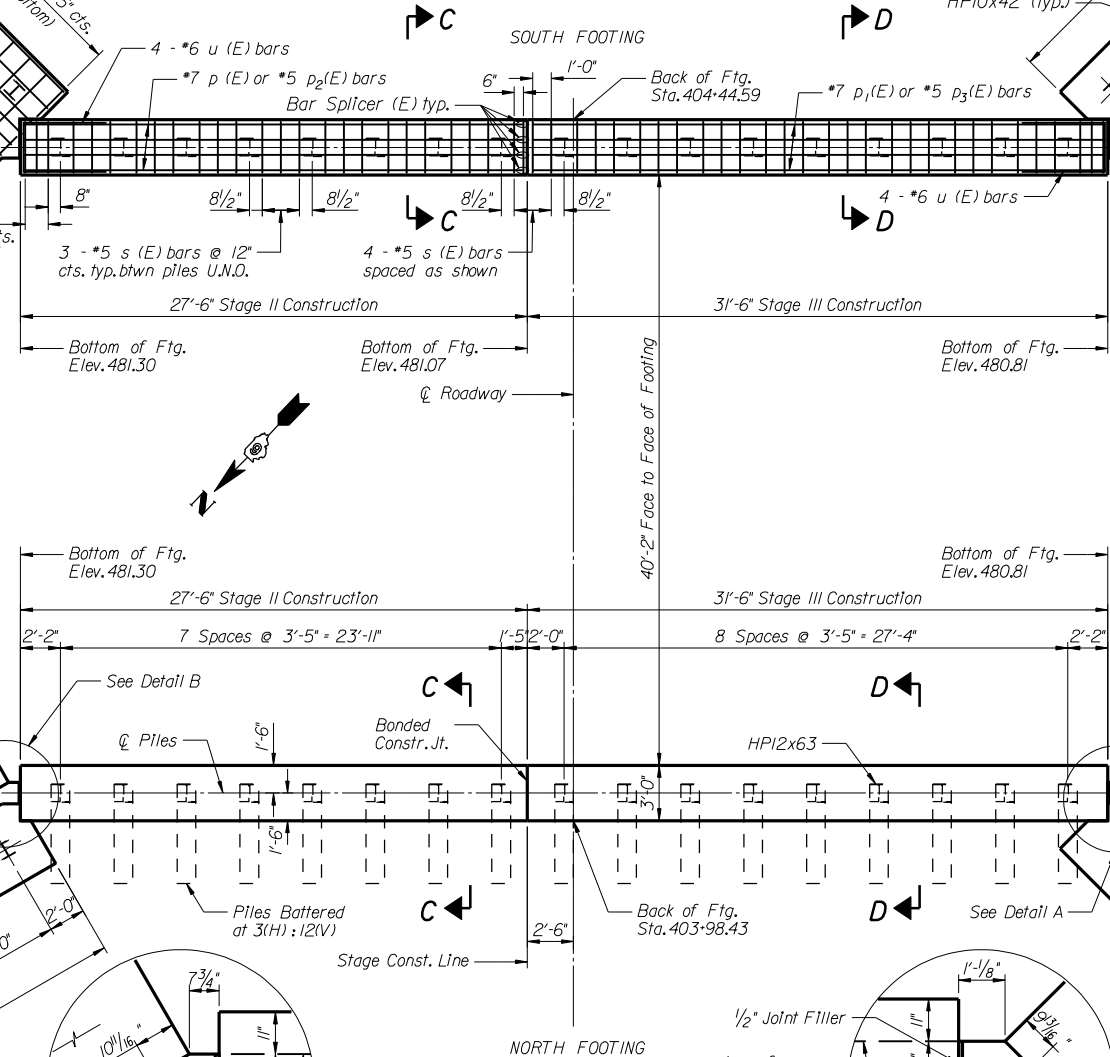 5" cts.
C
D
HP10x42 (typ.)
SOUTH FOOTING
4 - #6 u (E) bars
#7 p (E) or #5 p2(E) bars
Bar Splicer (E) typ.
6"
1'-0"
Back of Ftg.
Sta. 404+44.59
#7 p1(E) or #5 p3(E) bars
8"
8½"
8½"
8½"
8½"
C
D
4 - #6 u (E) bars
3 - #5 s (E) bars @ 12"
cts. typ. btwn piles U.N.O.
4 - #5 s (E) bars
spaced as shown
27'-6" Stage II Construction
31'-6" Stage III Construction
Bottom of Ftg.
Elev. 481.30
Bottom of Ftg.
Elev. 481.07
Bottom of Ftg.
Elev. 480.81
℄ Roadway
40'-2" Face to Face of Footing
N
Bottom of Ftg.
Elev. 481.30
Bottom of Ftg.
Elev. 480.81
27'-6" Stage II Construction
31'-6" Stage III Construction
2'-2"
7 Spaces @ 3'-5" = 23'-11"
1'-5"
2'-0"
8 Spaces @ 3'-5" = 27'-4"
2'-2"
See Detail B
C
D
℄ Piles
1'-6"
Bonded
Constr. Jt.
HP12x63
3'-0"
1'-6"
Piles Battered
at 3(H) : 12(V)
C
D
Back of Ftg.
Sta. 403+98.43
See Detail A
2'-0"
2'-6"
Stage Const. Line
7¾"
10 11/16"
11"
1'-⅛"
½" Joint Filler
11"
9 13/16"
NORTH FOOTING